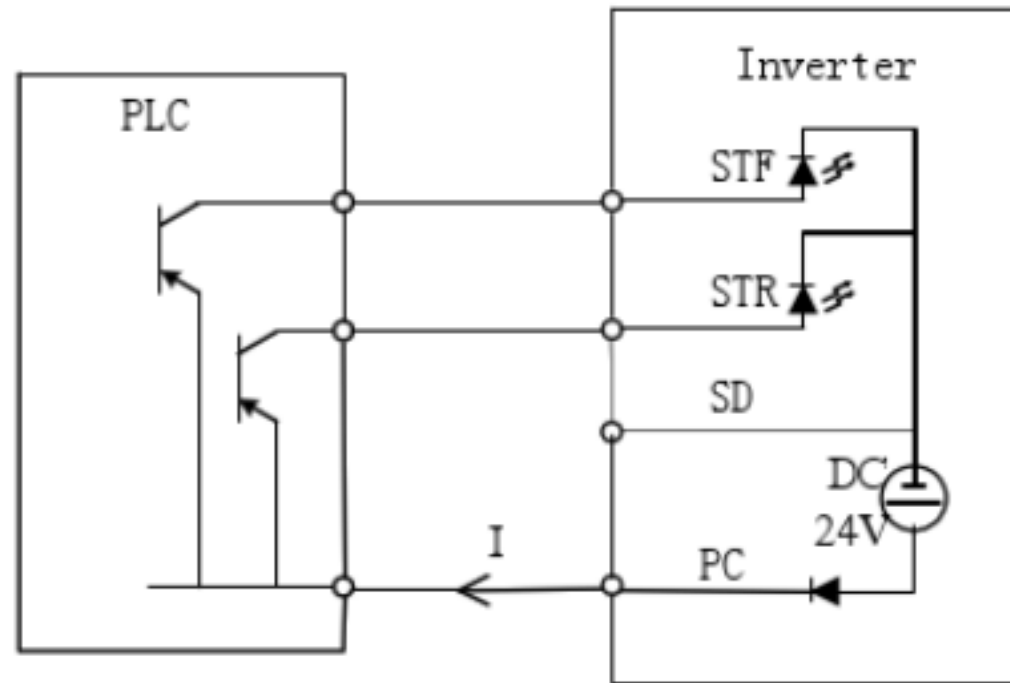 Inverter
PLC
STF
STR
SD
DC
24V
I
PC